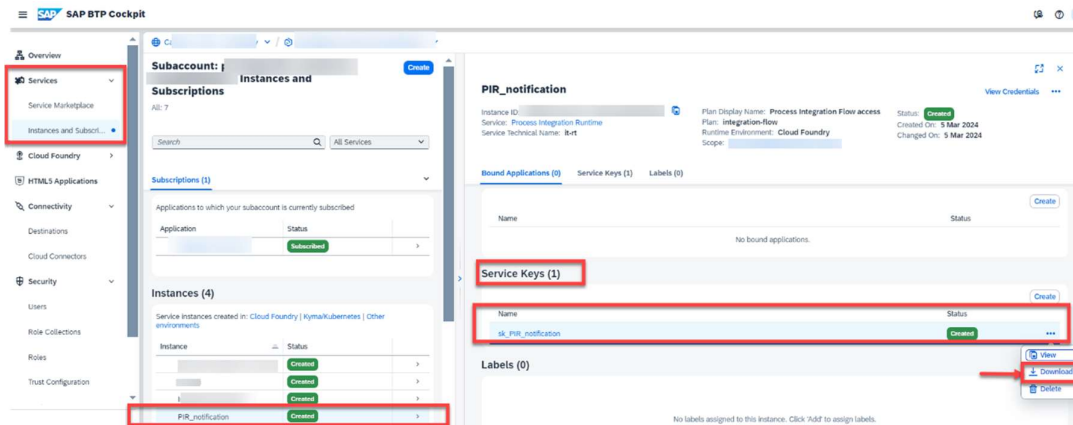 SAP SAP BTP Cockpit
Overview
Services
Service Marketplace
Instances and Subscri...
Cloud Foundry
HTML5 Applications
Connectivity
Destinations
Cloud Connectors
Security
Users
Role Collections
Roles
Trust Configuration
Subaccount:
Instances and
Subscriptions
All: 7
Create
Search
All Services
Subscriptions (1)
Applications to which your subaccount is currently subscribed
Application Status
Subscribed
Instances (4)
Service instances created in: Cloud Foundry | Kyma/Kubernetes | Other
environments
Instance Status
Created
Created
Created
PIR_notification Created
PIR_notification
View Credentials
Instance ID:
Service: Process Integration Runtime
Service Technical Name: it-rt
Plan Display Name: Process Integration Flow access
Plan: integration-flow
Runtime Environment: Cloud Foundry
Scope:
Status: Created
Created On: 5 Mar 2024
Changed On: 5 Mar 2024
Bound Applications (0) Service Keys (1) Labels (0)
Create
Name Status
No bound applications.
Service Keys (1)
Create
Name Status
sk_PIR_notification Created
View
Download
Delete
Labels (0)
No labels assigned to this instance. Click 'Add' to assign labels.